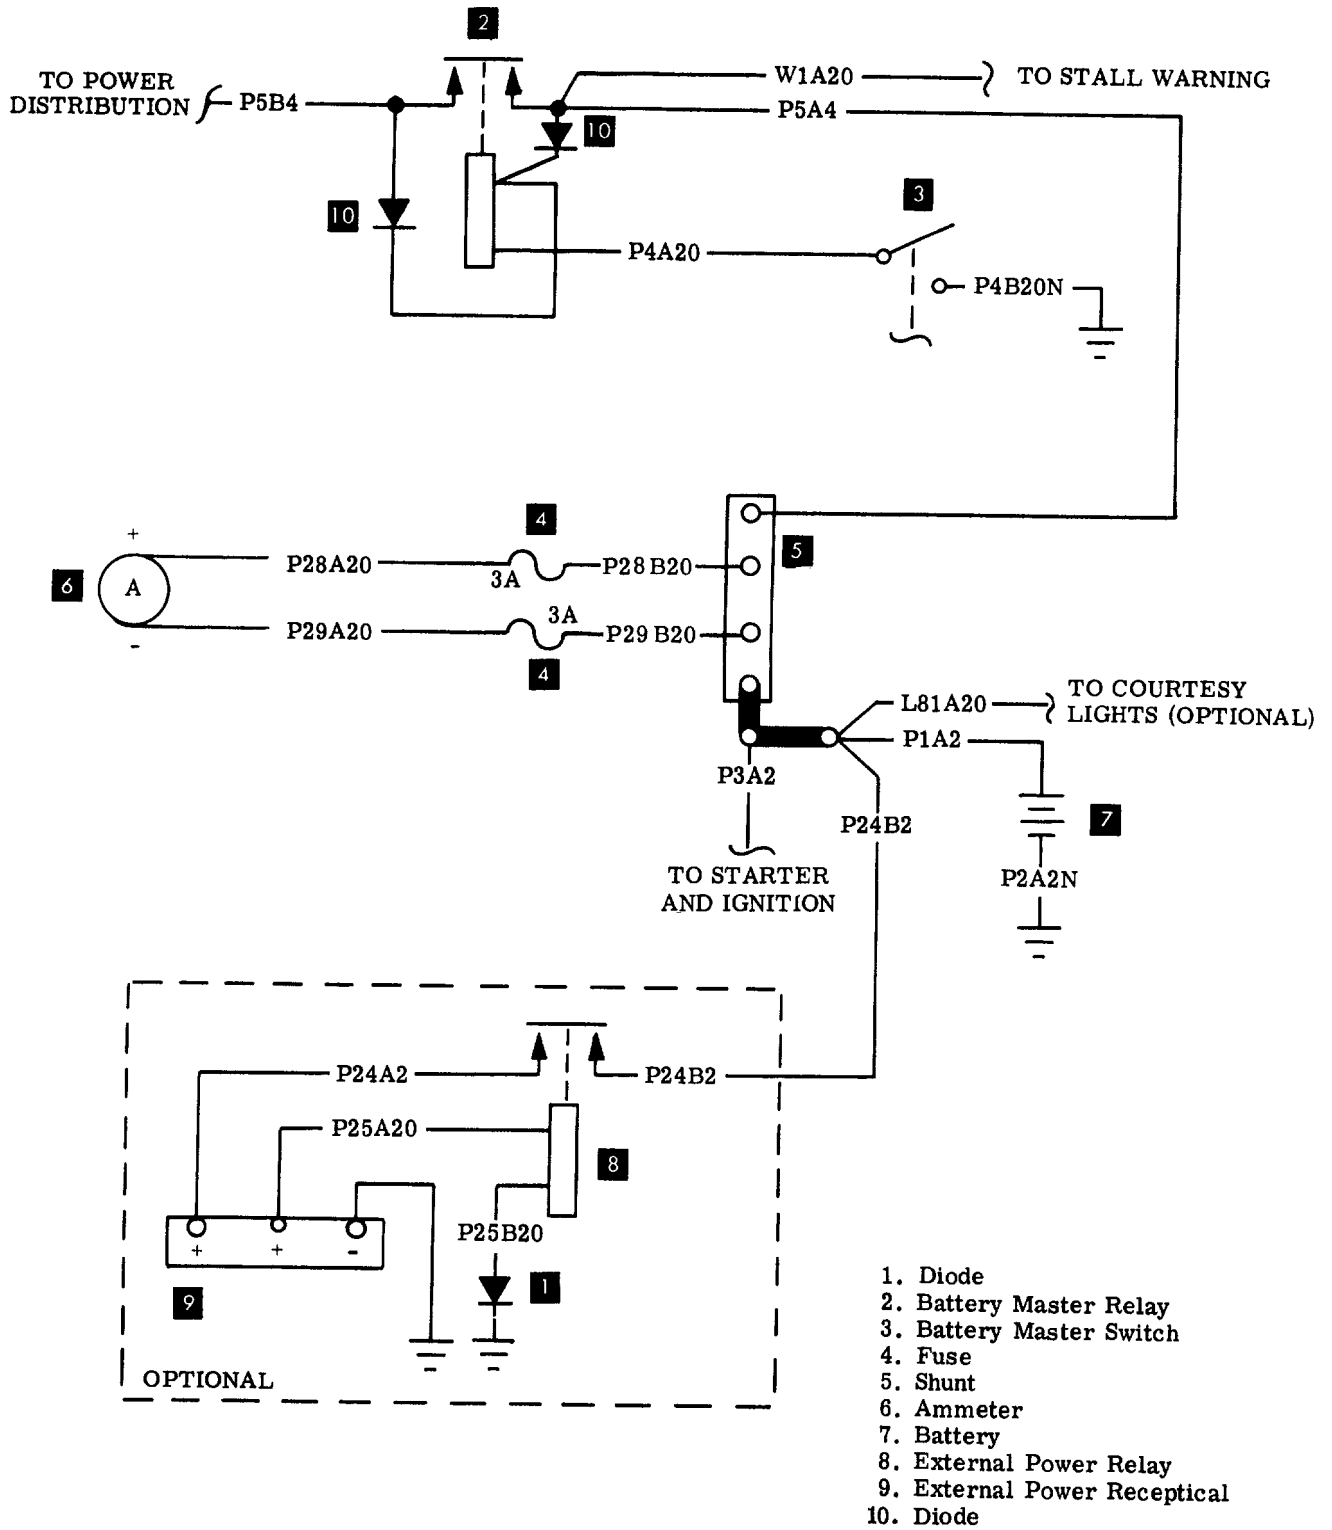 2
TO POWER
DISTRIBUTION
P5B4
W1A20
TO STALL WARNING
P5A4
10
10
3
P4A20
P4B20N
4
+
6
A
-
P28A20
3A
P28B20
5
3A
P29A20
P29B20
4
L81A20
TO COURTESY
LIGHTS (OPTIONAL)
P1A2
P3A2
P24B2
7
TO STARTER
AND IGNITION
P2A2N
P24A2
P24B2
P25A20
8
P25B20
+
+
-
9
1
OPTIONAL
1. Diode
2. Battery Master Relay
3. Battery Master Switch
4. Fuse
5. Shunt
6. Ammeter
7. Battery
8. External Power Relay
9. External Power Receptical
10. Diode